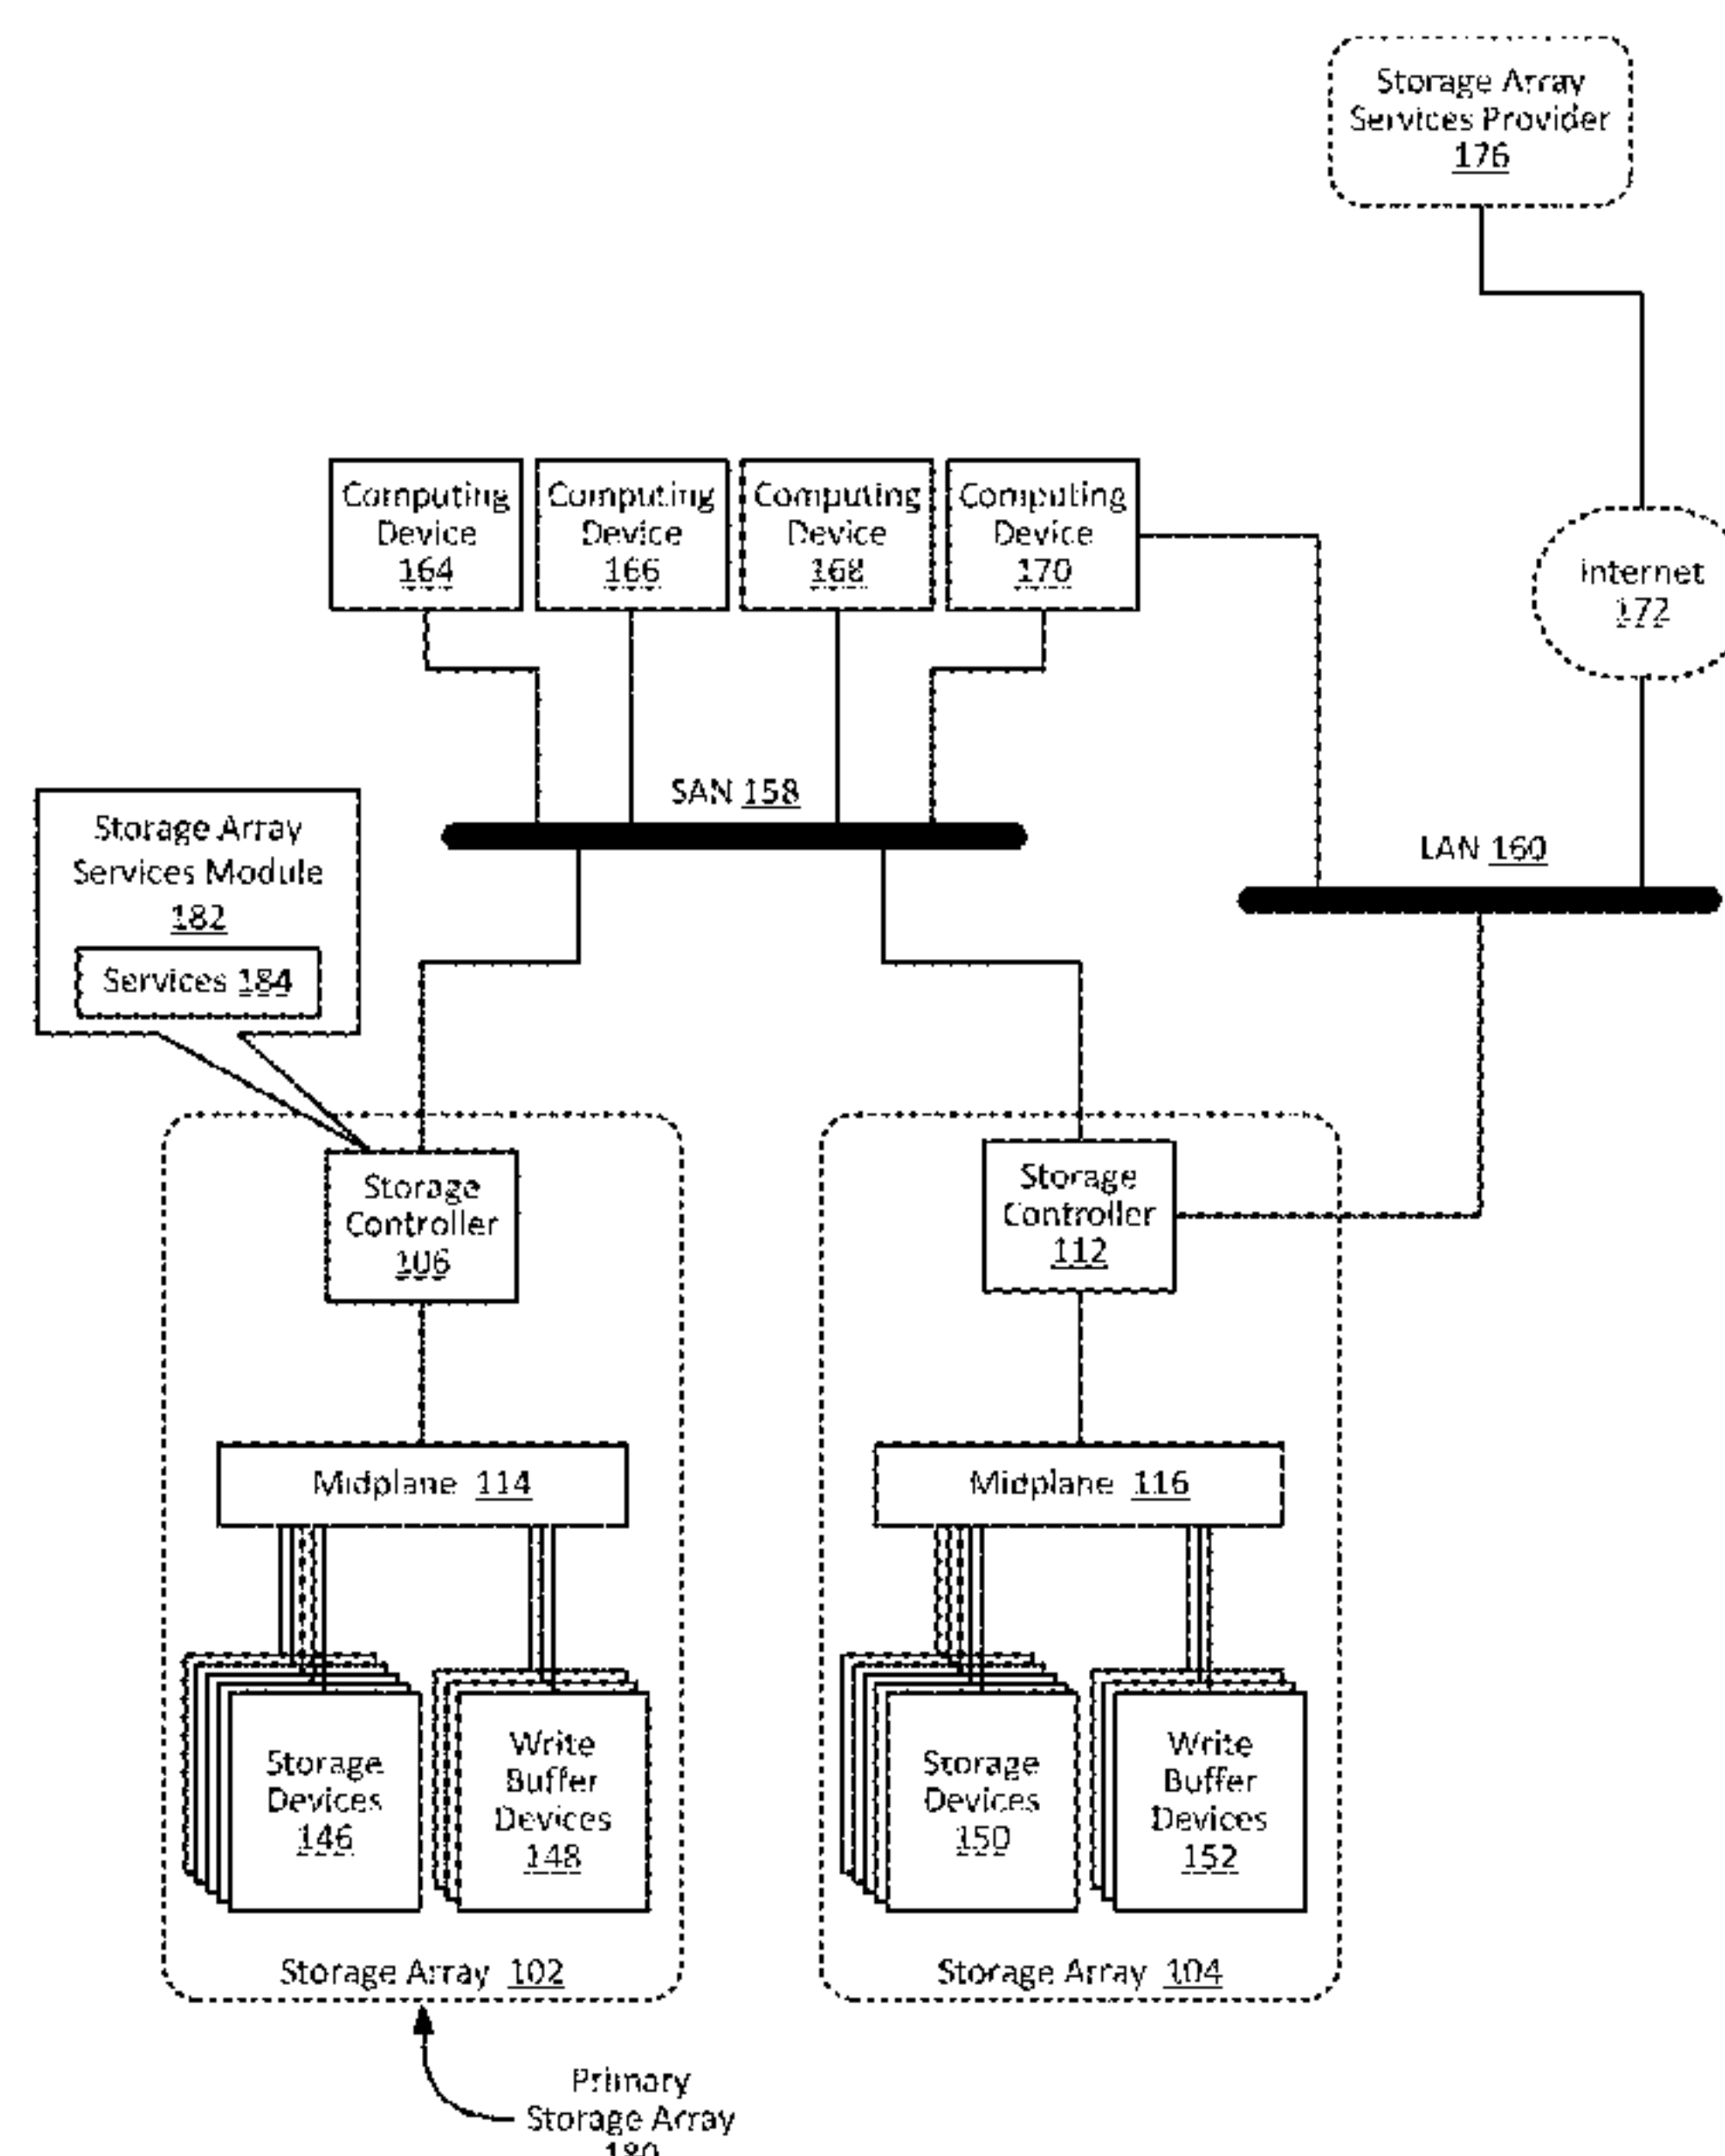 Storage Array
Services Provider
176
Computing
Device
164
Computing
Device
166
Computing
Device
168
Computing
Device
170
Internet
172
SAN 158
LAN 160
Storage Array
Services Module
182
Services 184
Storage
Controller
106
Storage
Controller
112
Midplane 114
Midplane 116
Storage
Devices
146
Write
Buffer
Devices
148
Storage
Devices
150
Write
Buffer
Devices
152
Storage Array 102
Storage Array 104
Primary
Storage Array
180